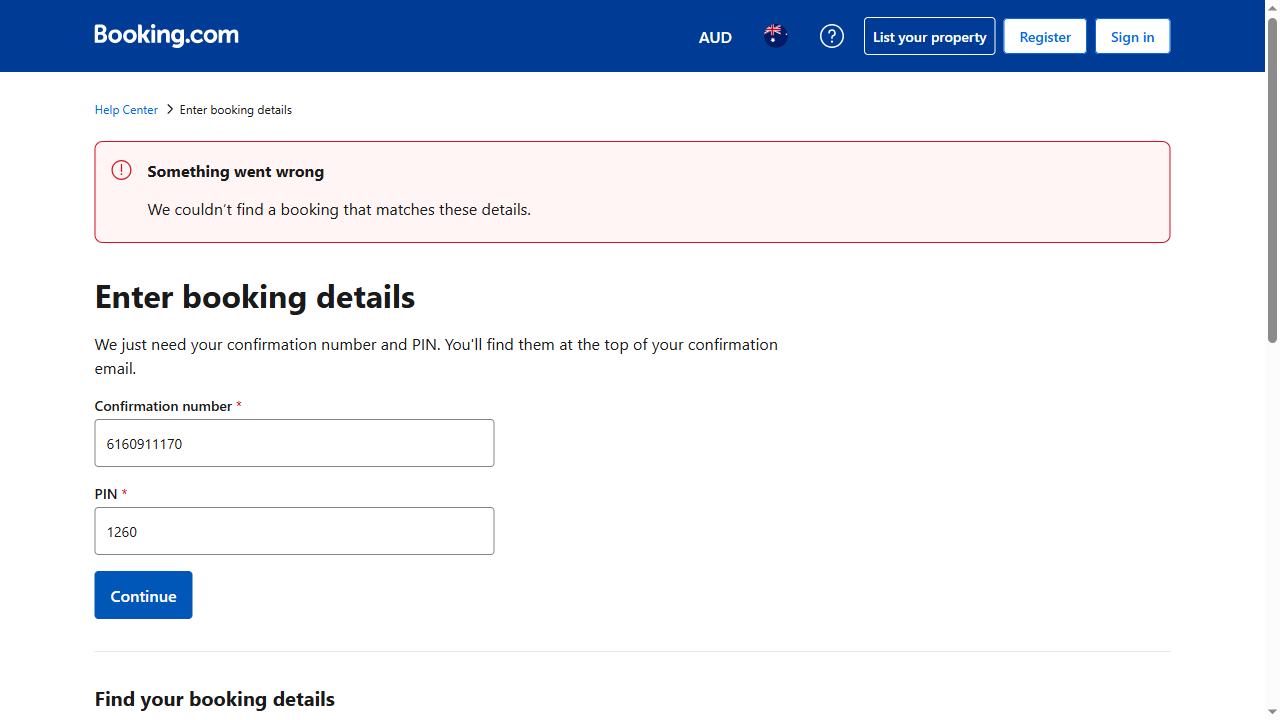 Booking.com
AUD
List your property
Register
Sign in
Help Center
Enter booking details
Something went wrong
We couldn't find a booking that matches these details.
Enter booking details
We just need your confirmation number and PIN. You'll find them at the top of your confirmation
email.
Confirmation number *
6160911170
PIN *
1260
Continue
Find your booking details